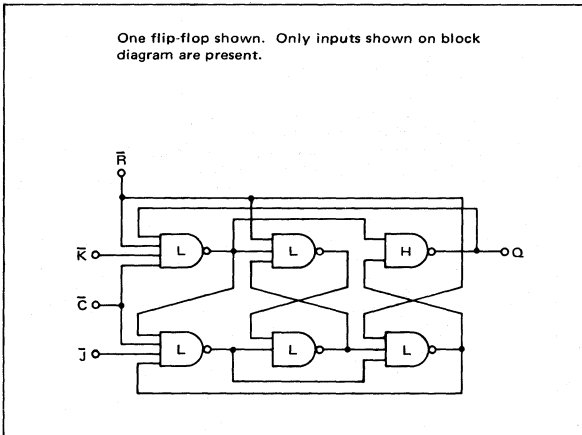 One flip-flop shown. Only inputs shown on block
diagram are present.
R̅
L L H Q
K̅
C̅
J̅ L L L